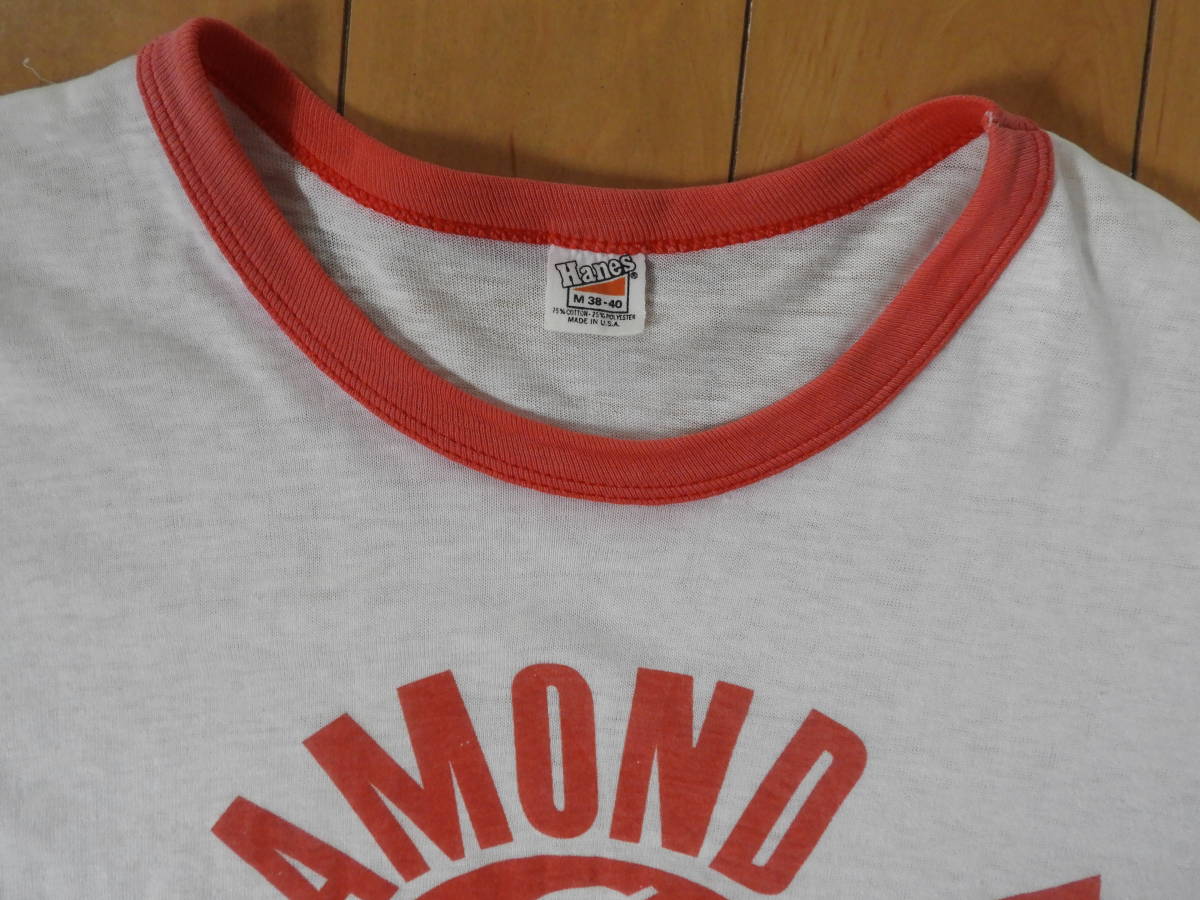 Hanes®
M 38-40
75% COTTON-25% POLYESTER
MADE IN U.S.A.
AMOND